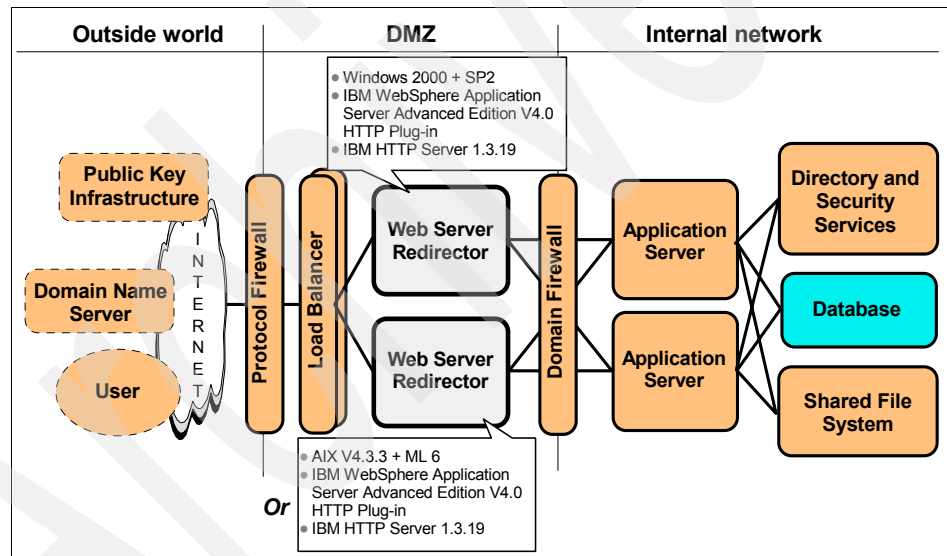 Outside world
DMZ
Internal network
• Windows 2000 + SP2
• IBM WebSphere Application
Server Advanced Edition V4.0
HTTP Plug-in
• IBM HTTP Server 1.3.19
Public Key
Infrastructure
Domain Name
Server
User
INTERNET
Protocol Firewall
Load Balancer
Web Server
Redirector
Web Server
Redirector
Domain Firewall
Application
Server
Application
Server
Directory and
Security
Services
Database
Shared File
System
Or
• AIX V4.3.3 + ML 6
• IBM WebSphere Application
Server Advanced Edition V4.0
HTTP Plug-in
• IBM HTTP Server 1.3.19